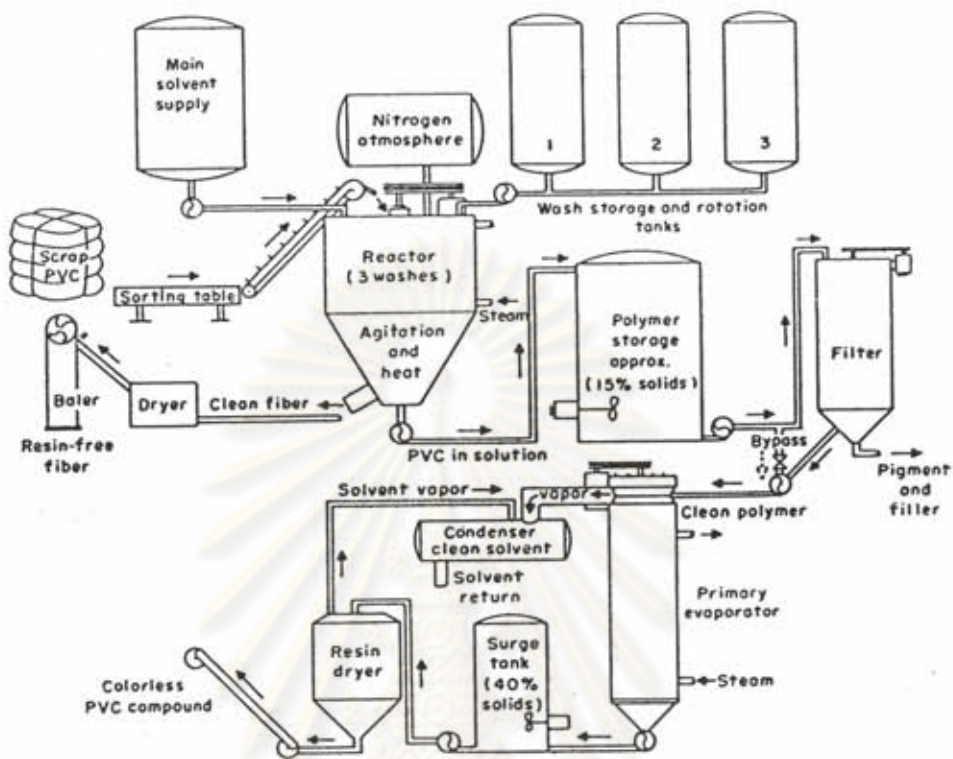 Main
solvent
supply
Nitrogen
atmosphere
1
2
3
Wash storage and rotation
tanks
Scrap
PVC
Sorting table
Reactor
(3 washes)
Steam
Agitation
and
heat
Polymer
storage
approx.
(15% solids)
Filter
Baler
Dryer
Clean fiber
Resin-free
fiber
PVC in solution
Bypass
Pigment
and
filler
Solvent vapor
vapor
Clean polymer
Condenser
clean solvent
Solvent
return
Primary
evaporator
Resin
dryer
Surge
tank
(40%
solids)
Steam
Colorless
PVC compound